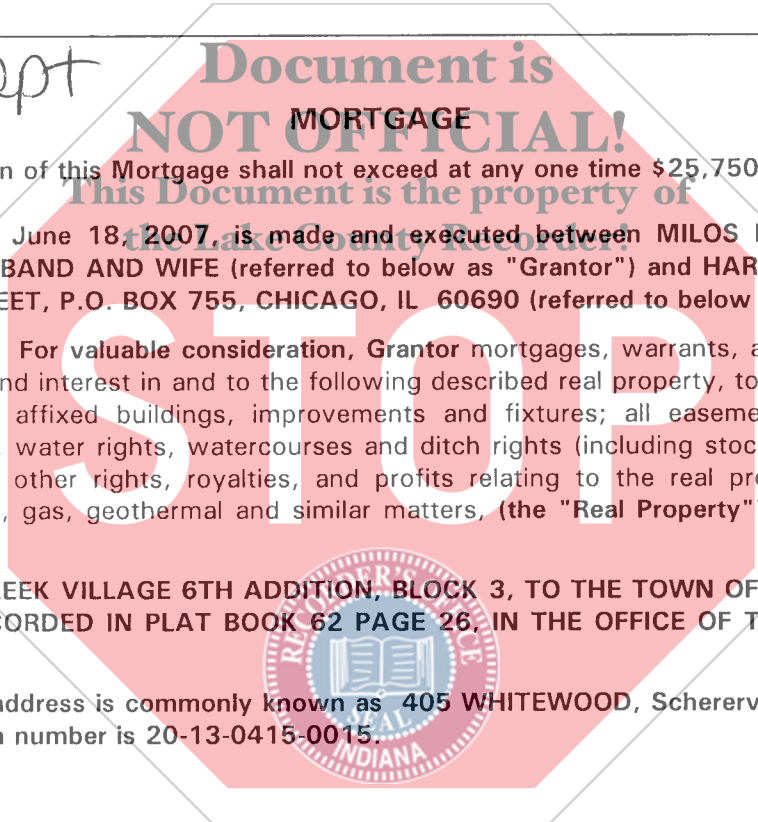 ept
Document is
NOT OFFICIAL!
MORTGAGE
n of this Mortgage shall not exceed at any one time $25,750
This Document is the property of
the Lake County Recorder!
June 18, 2007, is made and executed between MILOS
BAND AND WIFE (referred to below as "Grantor") and HAR
EET, P.O. BOX 755, CHICAGO, IL 60690 (referred to below
STOP
For valuable consideration, Grantor mortgages, warrants, a
nd interest in and to the following described real property, to
affixed buildings, improvements and fixtures; all easeme
, water rights, watercourses and ditch rights (including stoc
other rights, royalties, and profits relating to the real pro
, gas, geothermal and similar matters, (the "Real Property"
EEK VILLAGE 6TH ADDITION, BLOCK 3, TO THE TOWN OF
CORDED IN PLAT BOOK 62 PAGE 26, IN THE OFFICE OF T
RECORDER'S OFFICE
SEAL
INDIANA
address is commonly known as 405 WHITEWOOD, Scherer
n number is 20-13-0415-0015.